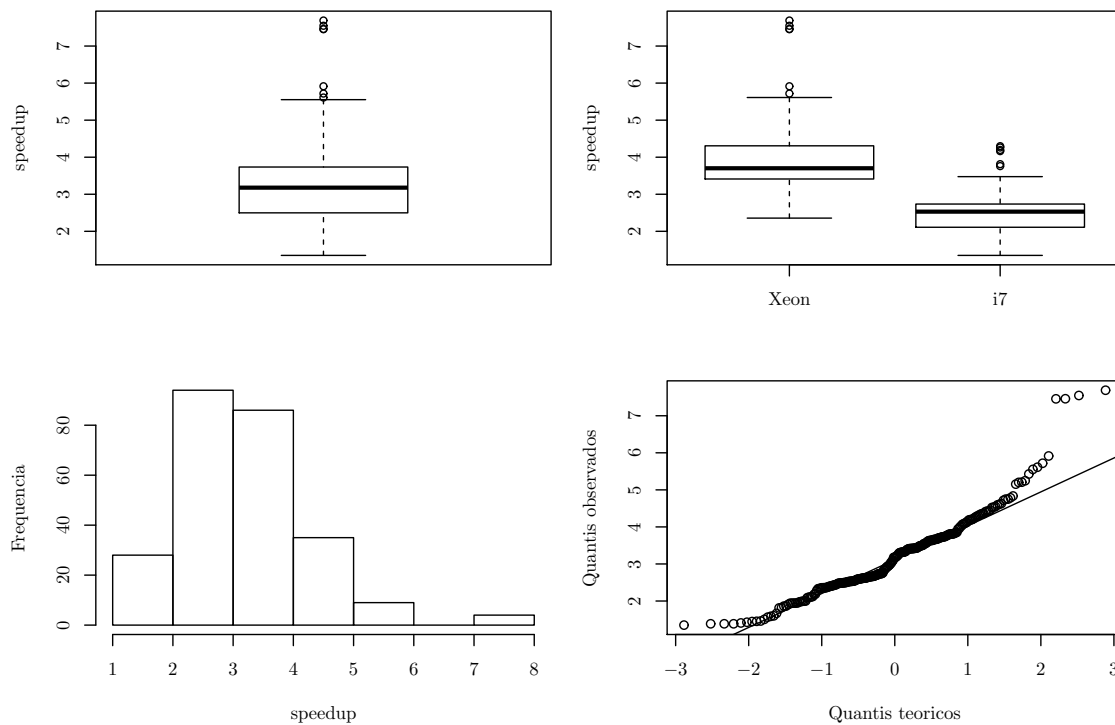 speedup
2 3 4 5 6 7
speedup
2 3 4 5 6 7
Xeon i7
Frequencia
0 20 40 60 80
1 2 3 4 5 6 7 8
speedup
Quantis observados
2 3 4 5 6 7
−3 −2 −1 0 1 2 3
Quantis teoricos